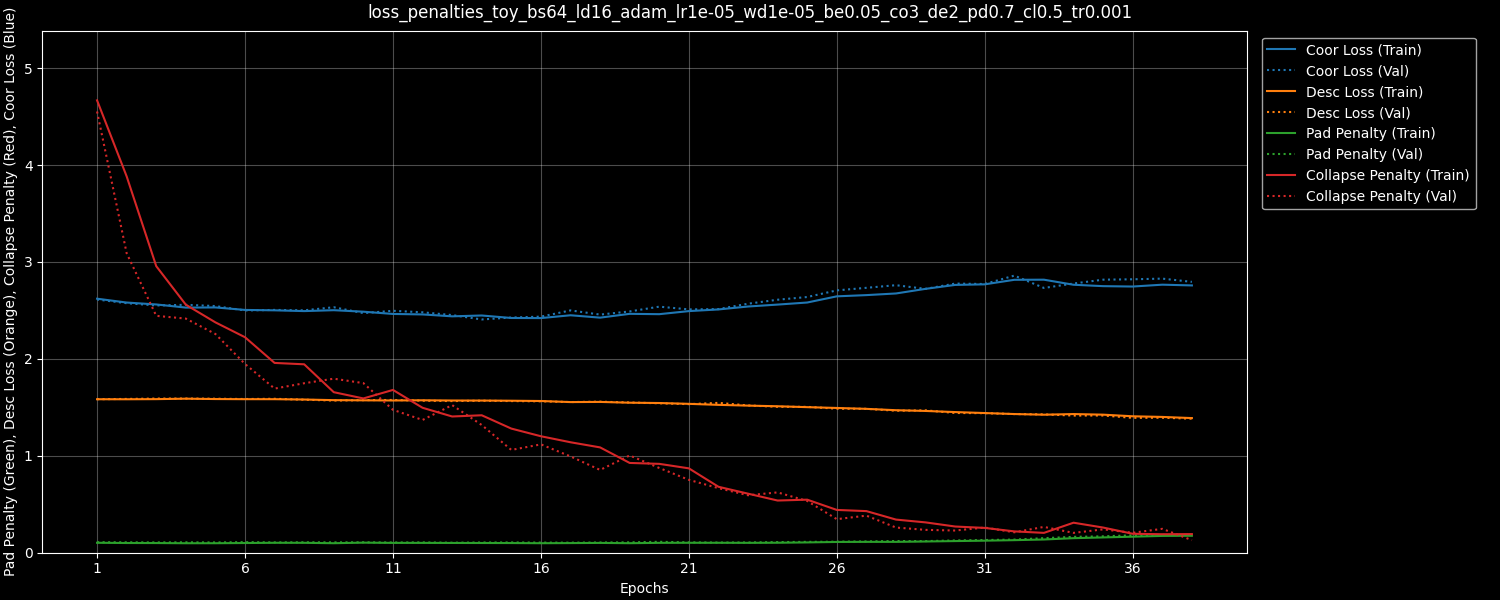 loss_penalties_toy_bs64_ld16_adam_lr1e-05_wd1e-05_be0.05_co3_de2_pd0.7_cl0.5_tr0.001
Pad Penalty (Green), Desc Loss (Orange), Collapse Penalty (Red), Coor Loss (Blue)
5
4
3
2
1
0
1 6 11 16 21 26 31 36
Epochs
Coor Loss (Train)
Coor Loss (Val)
Desc Loss (Train)
Desc Loss (Val)
Pad Penalty (Train)
Pad Penalty (Val)
Collapse Penalty (Train)
Collapse Penalty (Val)